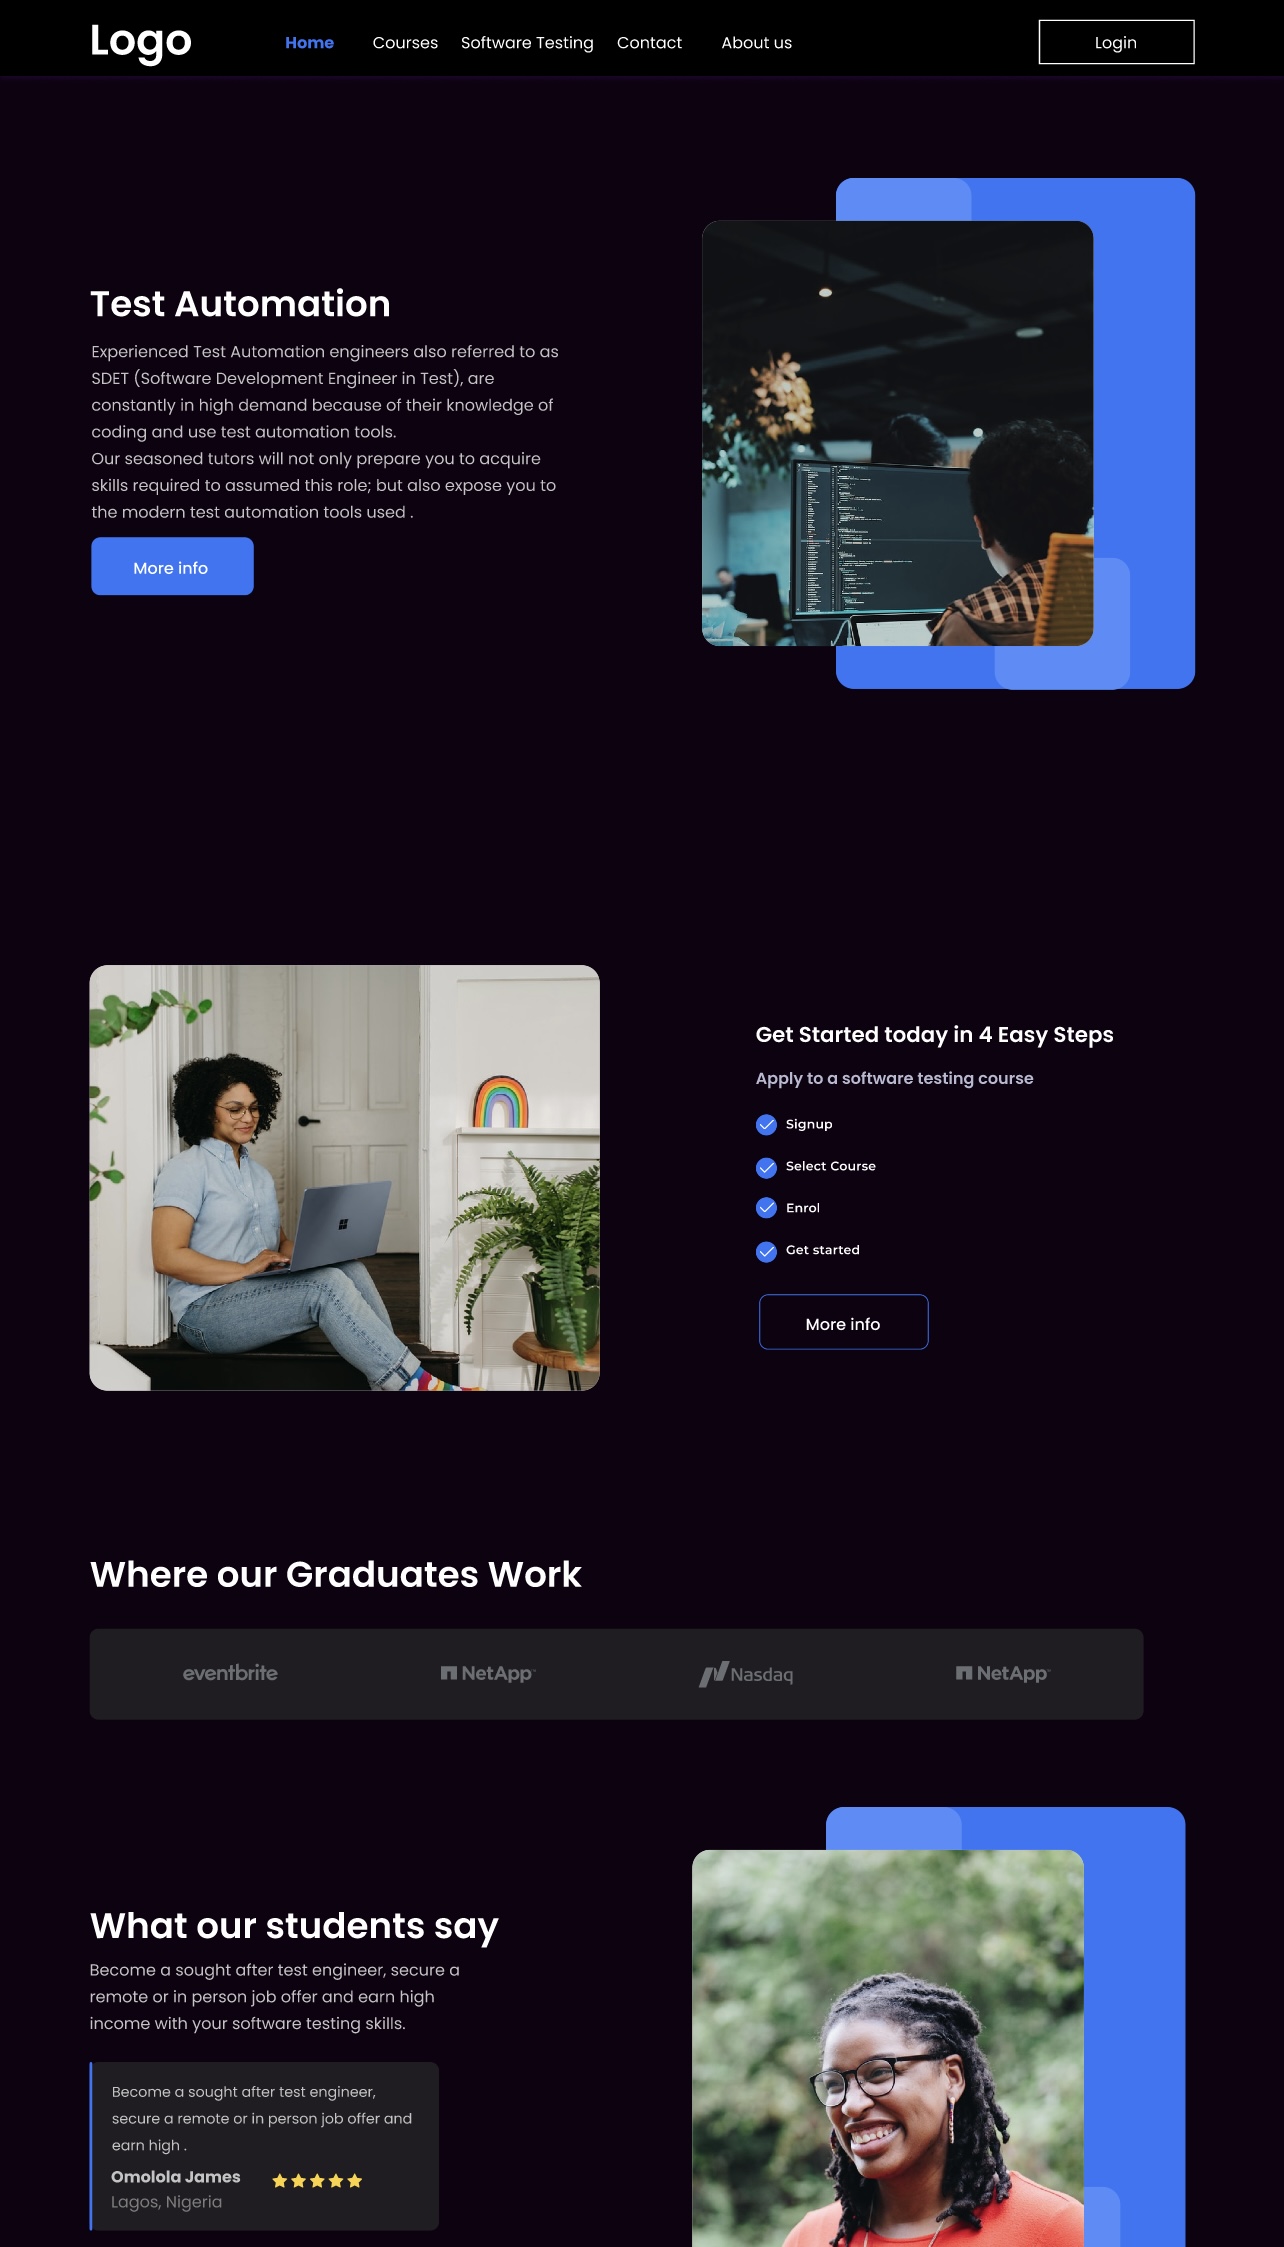 Logo
Home Courses Software Testing Contact About us Login
Test Automation
Experienced Test Automation engineers also referred to as
SDET (Software Development Engineer in Test), are
constantly in high demand because of their knowledge of
coding and use test automation tools.
Our seasoned tutors will not only prepare you to acquire
skills required to assumed this role; but also expose you to
the modern test automation tools used .
More info
Get Started today in 4 Easy Steps
Apply to a software testing course
Signup
Select Course
Enrol
Get started
More info
Where our Graduates Work
eventbrite NetApp Nasdaq NetApp
What our students say
Become a sought after test engineer, secure a
remote or in person job offer and earn high
income with your software testing skills.
Become a sought after test engineer,
secure a remote or in person job offer and
earn high .
Omolola James
Lagos, Nigeria